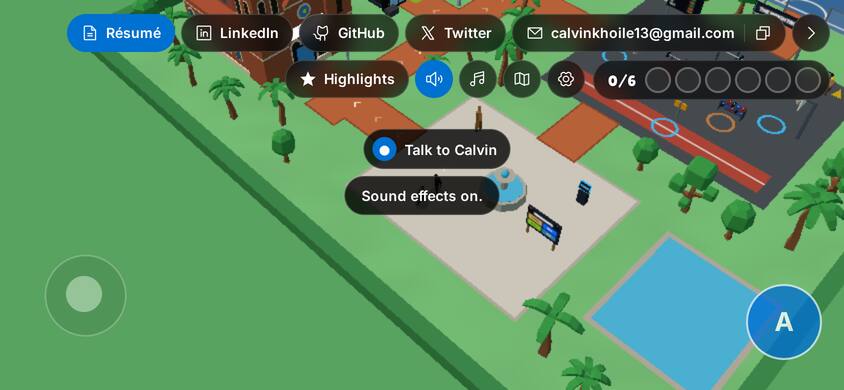 Résumé LinkedIn GitHub Twitter calvinkhoile13@gmail.com
Highlights 0/6
Talk to Calvin
Sound effects on.
A